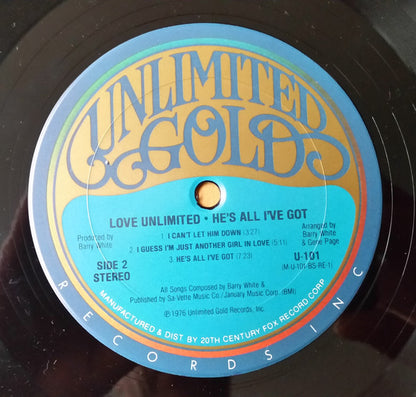 UNLIMITED
GOLD
LOVE UNLIMITED • HE'S ALL I'VE GOT
Produced by
Barry White
SIDE 2
STEREO
1. I CAN'T LET HIM DOWN (3:27)
2. I GUESS I'M JUST ANOTHER GIRL IN LOVE (5:11)
3. HE'S ALL I'VE GOT (7:23)
Arranged by
Barry White
& Gene Page
U-101
(M-U-101-BS-RE-1)
All Songs Composed by Barry White &
Published by Sa-Vette Music Co / January Music Corp. (BMI)
℗ 1976 Unlimited Gold Records, Inc.
MANUFACTURED & DIST. BY 20TH CENTURY FOX RECORD CORP.
RECORDS INC